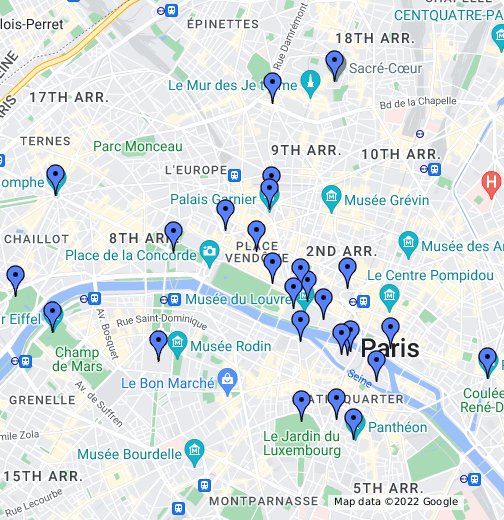 CHAPELLE
CENTQUATRE-PA
lois-Perret
ÉPINETTES
Rue Damrémont
18TH ARR.
SEINE
Sacré-Cœur
Le Mur des Je t'aime
17TH ARR.
PARIS
Bd de la Chapelle
TERNES
Parc Monceau
9TH ARR.
10TH ARR.
L'EUROPE
omphe
Palais Garnier
Musée Grévin
CHAILLOT
8TH ARR.
PLACE
VENDÔME
2ND ARR.
Musée des Ar
Place de la Concorde
Le Centre Pompidou
Musée du Louvre
r Eiffel
Av. Bosquet
Rue Saint-Dominique
Musée Rodin
Paris
Champ
de Mars
Seine
Le Bon Marché
Coulée
René-D
GRENELLE
Av. de Suffren
LATIN QUARTER
Panthéon
Le Jardin du
Luxembourg
mile Zola
Musée Bourdelle
15TH ARR.
5TH ARR.
Rue Lecourbe
MONTPARNASSE
Map data ©2022 Google